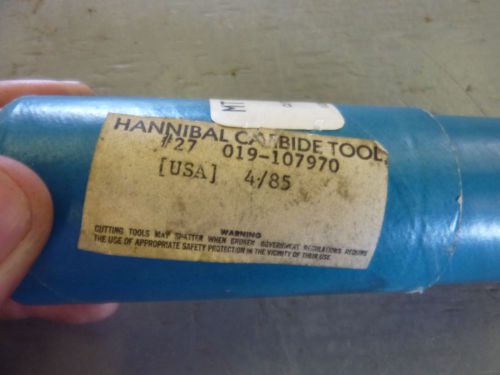 MT
HANNIBAL CARBIDE TOOL
#27 019-107970
[USA] 4/85
WARNING
CUTTING TOOLS MAY SHATTER WHEN BROKEN GOVERNMENT REGULATIONS REQUIRE
THE USE OF APPROPRIATE SAFETY PROTECTION IN THE VICINITY OF THEIR USE.